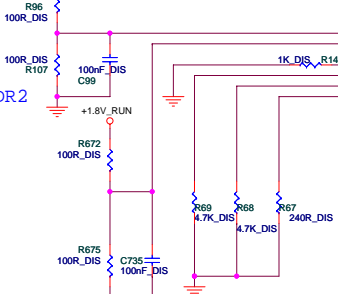 R96
100R_DIS
100R_DIS
R107
100nF_DIS
C99
1K_DIS
R14
DR2
+1.8V_RUN
R672
100R_DIS
R69
4.7K_DIS
R68
4.7K_DIS
R67
240R_DIS
R675
100R_DIS
C735
100nF_DIS